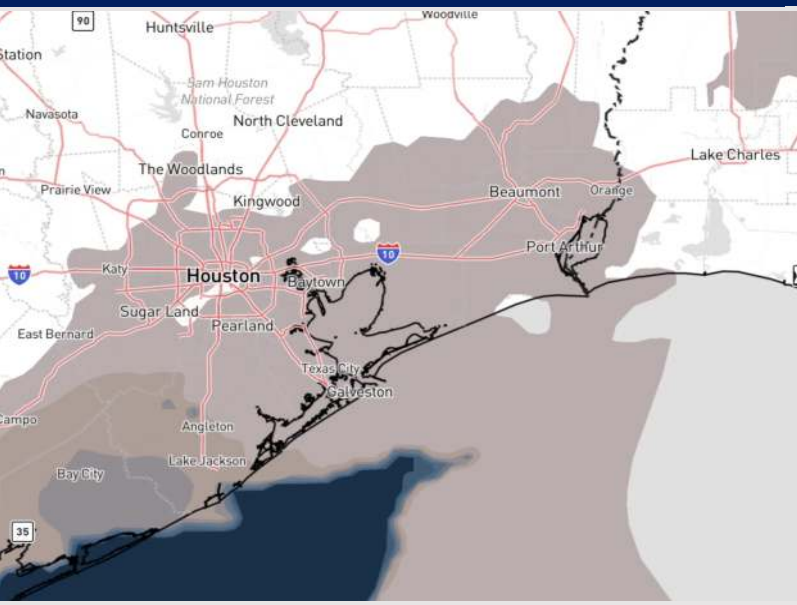 Woodville
90
Huntsville
Station
Sam Houston
National Forest
Navasota
North Cleveland
Conroe
Lake Charles
The Woodlands
Prairie View
Beaumont
Orange
Kingwood
Port Arthur
10
10
Katy
Houston
Baytown
Sugar Land
Pearland
East Bernard
Texas City
Galveston
Campo
Angleton
Lake Jackson
Bay City
35